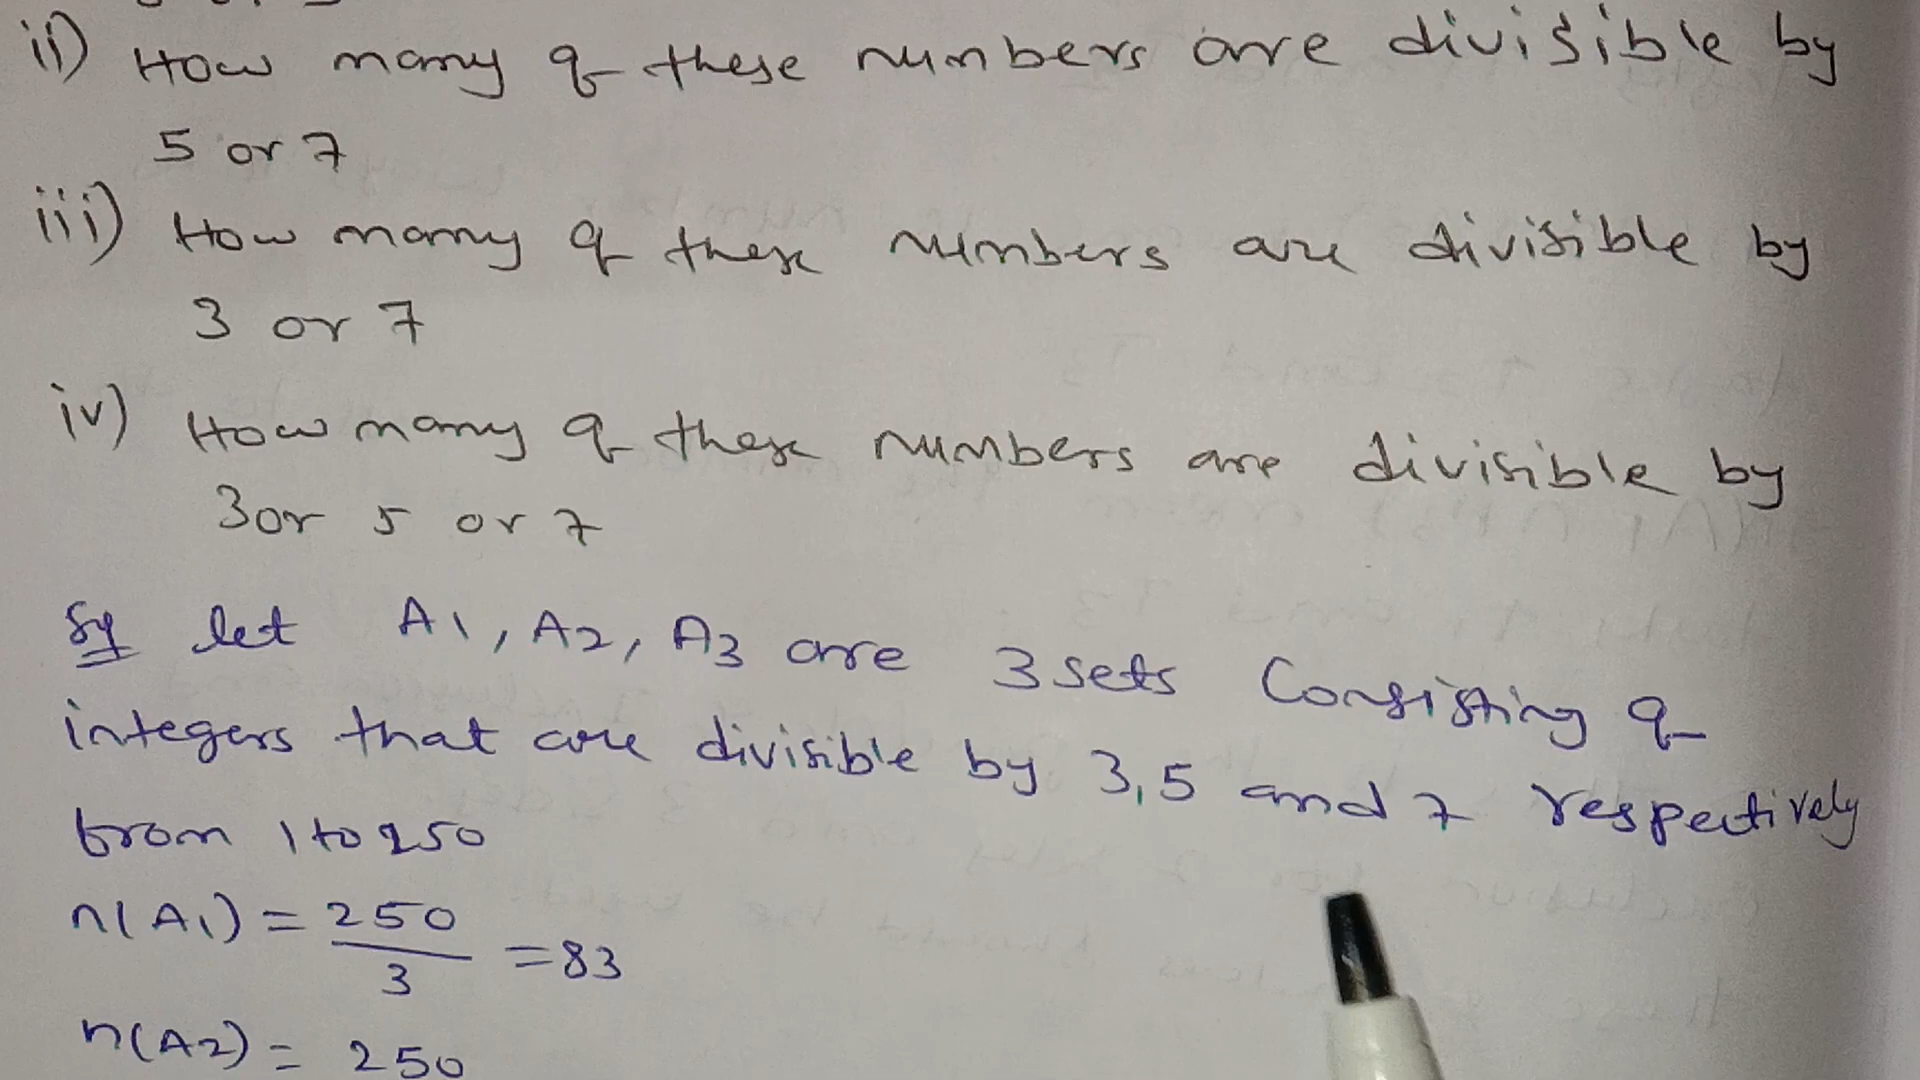 ii) How many of these numbers are divisible by
5 or 7
iii) How many of these numbers are divisible by
3 or 7
iv) How many of these numbers are divisible by
3 or 5 or 7
let A1, A2, A3 are 3 sets Consisting of
integers that are divisible by 3,5 and 7 respectively
from 1 to 250
n(A1) = 250/3 = 83
n(A2) = 250